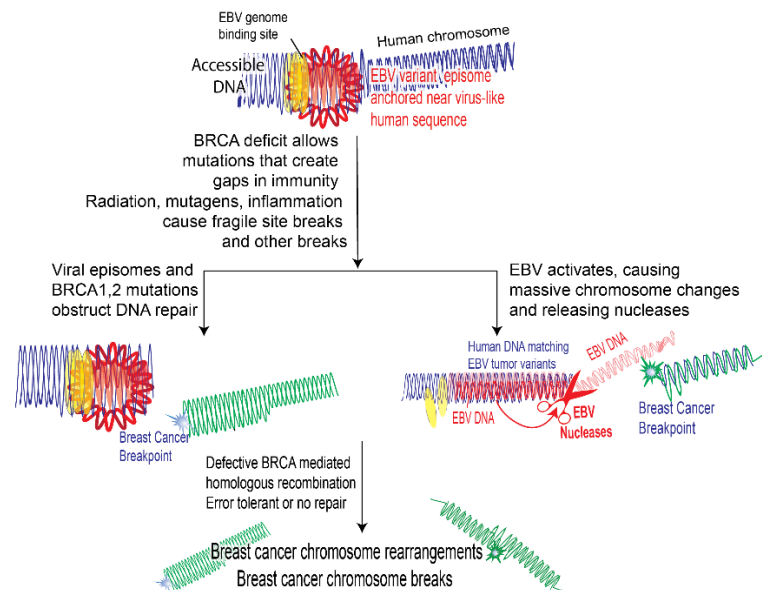 EBV genome
binding site
Human chromosome
Accessible
DNA
EBV variant episome
anchored near virus-like
human sequence
BRCA deficit allows
mutations that create
gaps in immunity
Radiation, mutagens, inflammation
cause fragile site breaks
and other breaks
Viral episomes and
BRCA1,2 mutations
obstruct DNA repair
EBV activates, causing
massive chromosome changes
and releasing nucleases
Human DNA matching
EBV tumor variants
EBV DNA
EBV DNA
EBV
Nucleases
Breast Cancer
Breakpoint
Breast Cancer
Breakpoint
Defective BRCA mediated
homologous recombination
Error tolerant or no repair
Breast cancer chromosome rearrangements
Breast cancer chromosome breaks